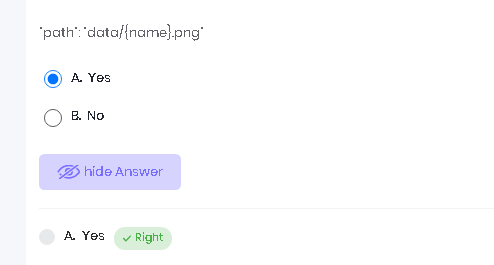 "path": "data/{name}.png"
A. Yes
B. No
hide Answer
A. Yes Right